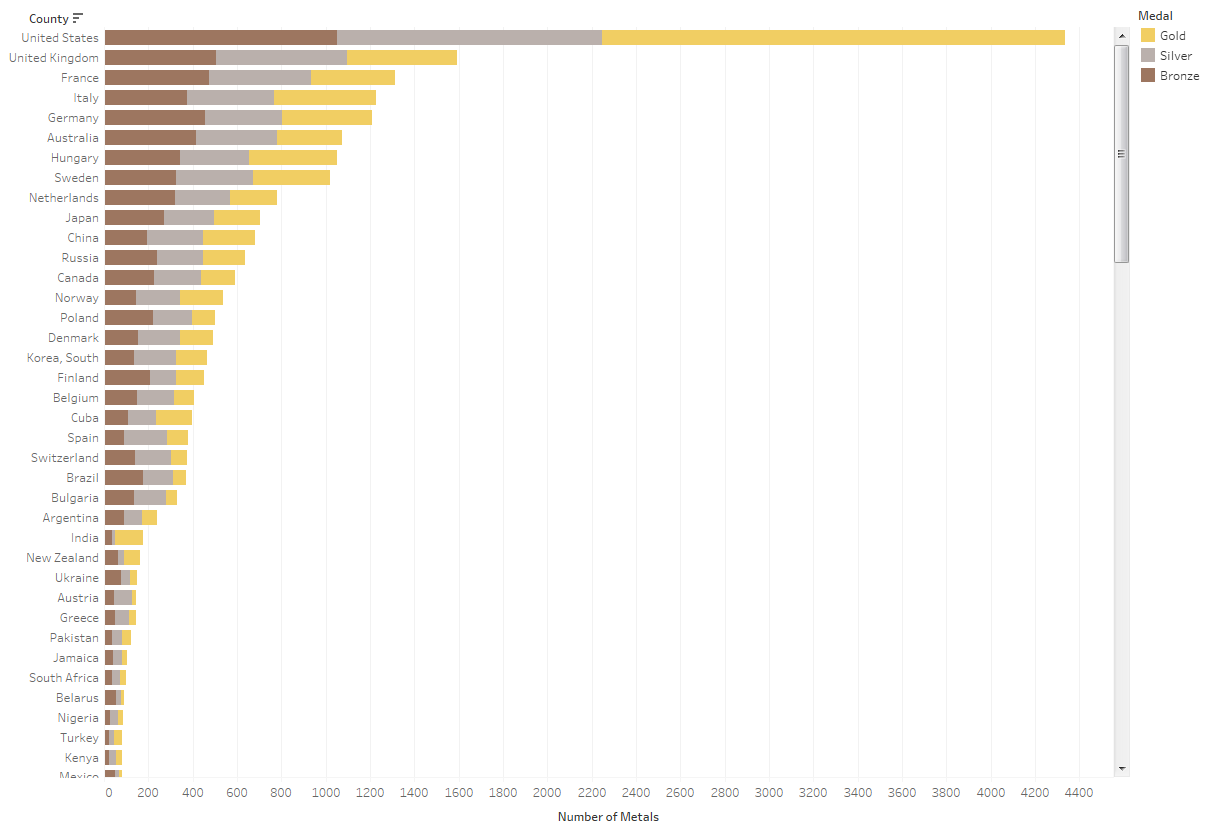 County
United States
United Kingdom
France
Italy
Germany
Australia
Hungary
Sweden
Netherlands
Japan
China
Russia
Canada
Norway
Poland
Denmark
Korea, South
Finland
Belgium
Cuba
Spain
Switzerland
Brazil
Bulgaria
Argentina
India
New Zealand
Ukraine
Austria
Greece
Pakistan
Jamaica
South Africa
Belarus
Nigeria
Turkey
Kenya
Mexico
0 200 400 600 800 1000 1200 1400 1600 1800 2000 2200 2400 2600 2800 3000 3200 3400 3600 3800 4000 4200 4400
Number of Metals
Medal
Gold
Silver
Bronze